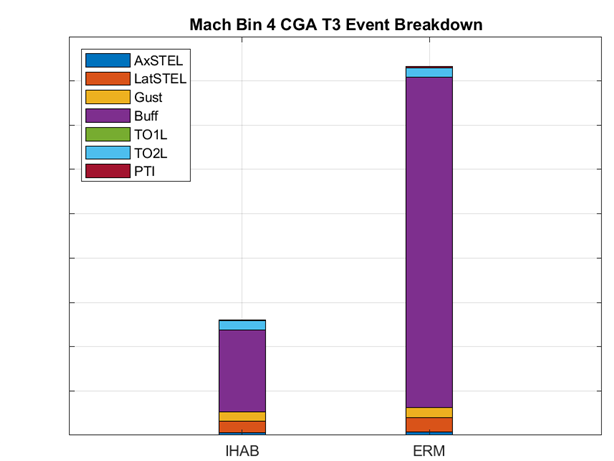 Mach Bin 4 CGA T3 Event Breakdown
AxSTEL
LatSTEL
Gust
Buff
TO1L
TO2L
PTI
IHAB
ERM